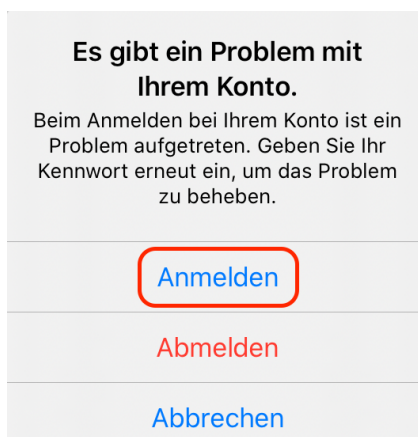 Es gibt ein Problem mit
Ihrem Konto.
Beim Anmelden bei Ihrem Konto ist ein
Problem aufgetreten. Geben Sie Ihr
Kennwort erneut ein, um das Problem
zu beheben.
Anmelden
Abmelden
Abbrechen